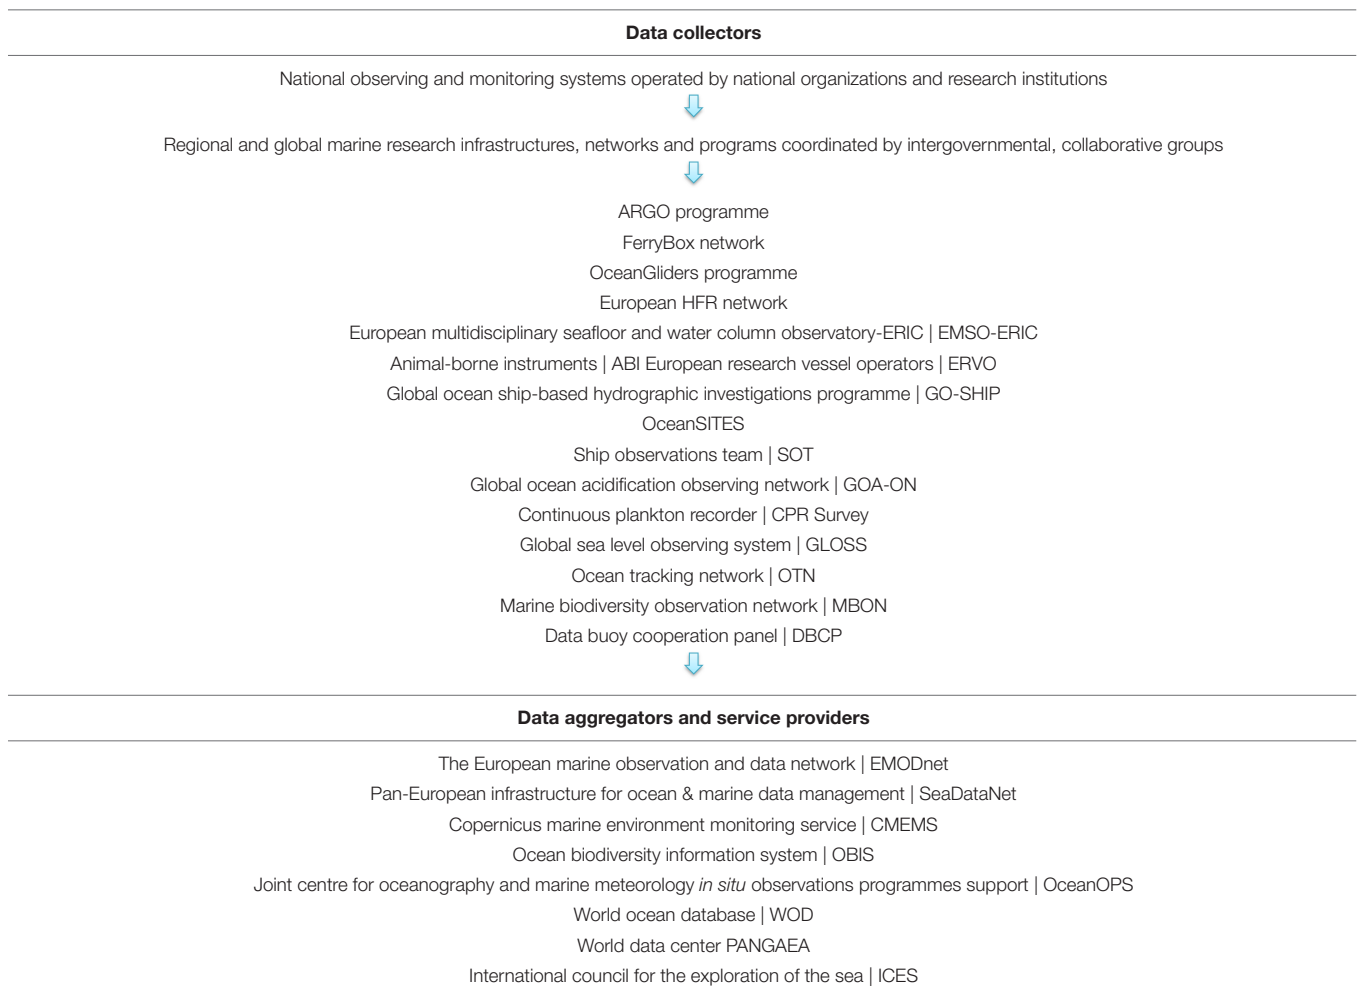 Data collectors
National observing and monitoring systems operated by national organizations and research institutions
Regional and global marine research infrastructures, networks and programs coordinated by intergovernmental, collaborative groups
ARGO programme
FerryBox network
OceanGliders programme
European HFR network
European multidisciplinary seafloor and water column observatory-ERIC | EMSO-ERIC
Animal-borne instruments | ABI European research vessel operators | ERVO
Global ocean ship-based hydrographic investigations programme | GO-SHIP
OceanSITES
Ship observations team | SOT
Global ocean acidification observing network | GOA-ON
Continuous plankton recorder | CPR Survey
Global sea level observing system | GLOSS
Ocean tracking network | OTN
Marine biodiversity observation network | MBON
Data buoy cooperation panel | DBCP
Data aggregators and service providers
The European marine observation and data network | EMODnet
Pan-European infrastructure for ocean & marine data management | SeaDataNet
Copernicus marine environment monitoring service | CMEMS
Ocean biodiversity information system | OBIS
Joint centre for oceanography and marine meteorology in situ observations programmes support | OceanOPS
World ocean database | WOD
World data center PANGAEA
International council for the exploration of the sea | ICES